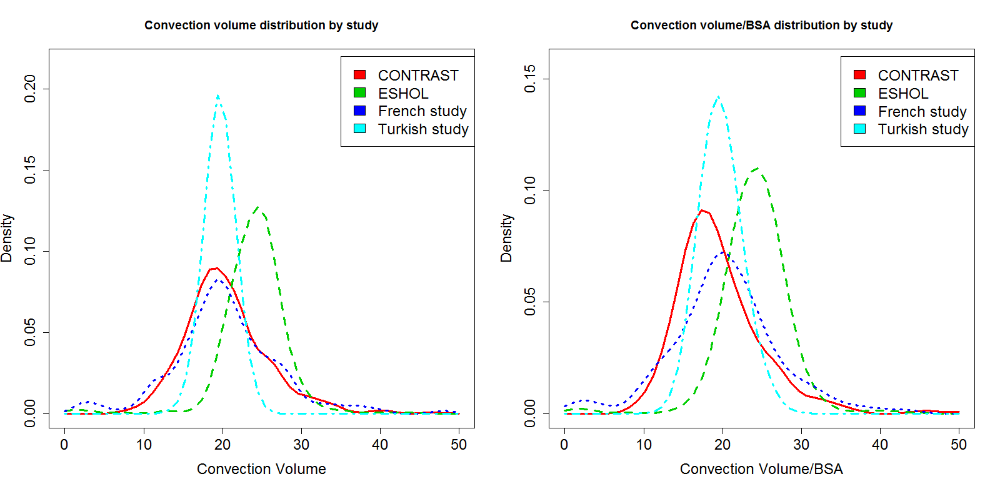 Convection volume distribution by study
CONTRAST
ESHOL
French study
Turkish study
Density
0.00
0.05
0.10
0.15
0.20
0 10 20 30 40 50
Convection Volume
Convection volume/BSA distribution by study
CONTRAST
ESHOL
French study
Turkish study
Density
0.00
0.05
0.10
0.15
0 10 20 30 40 50
Convection Volume/BSA